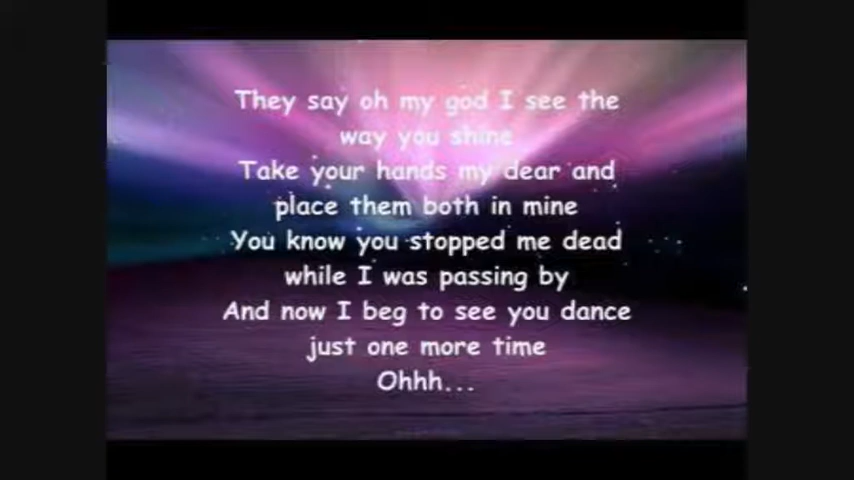 They say oh my god I see the
way you shine
Take your hands my dear and
place them both in mine
You know you stopped me dead
while I was passing by
And now I beg to see you dance
just one more time
Ohhh...